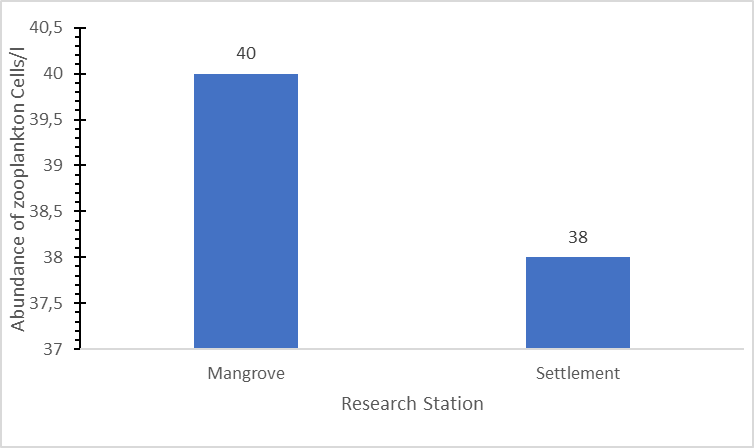 Abundance of zooplankton Cells/l
40,5
40
39,5
39
38,5
38
37,5
37
40
38
Mangrove
Settlement
Research Station